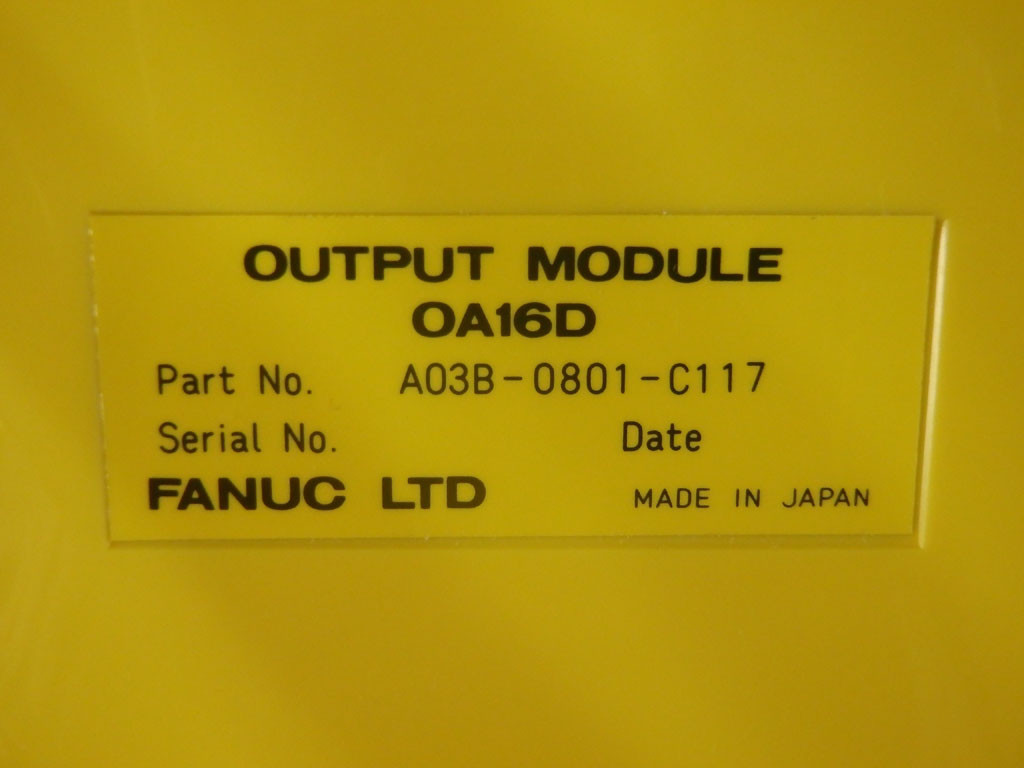 OUTPUT MODULE
OA16D
Part No. A03B-0801-C117
Serial No. Date
FANUC LTD MADE IN JAPAN